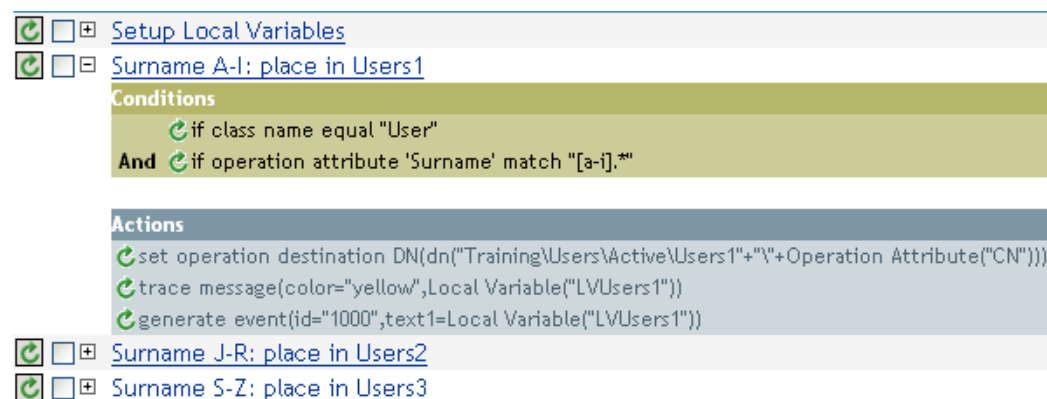 Setup Local Variables
Surname A-I: place in Users1
Conditions
if class name equal "User"
And if operation attribute 'Surname' match "[a-i].*"
Actions
set operation destination DN(dn("Training\Users\Active\Users1"+"\"+Operation Attribute("CN")))
trace message(color="yellow",Local Variable("LVUsers1"))
generate event(id="1000",text1=Local Variable("LVUsers1"))
Surname J-R: place in Users2
Surname S-Z: place in Users3